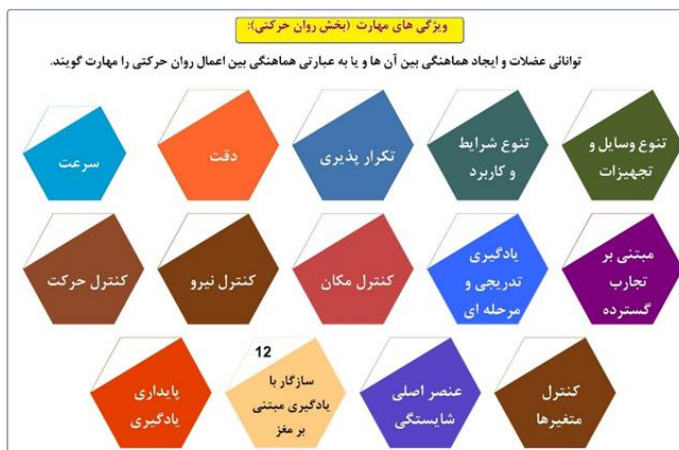 ویژگی های مهارت (بخش روان حرکتی):
توانائی عضلات و ایجاد هماهنگی بین آن ها و یا به عبارتی هماهنگی بین اعمال روان حرکتی را مهارت گویند.
تنوع وسایل و
تجهیزات
تنوع شرایط
و کاربرد
تکرار پذیری
دقت
سرعت
مبتنی بر
تجارب
گسترده
یادگیری
تدریجی و
مرحله ای
کنترل مکان
کنترل نیرو
کنترل حرکت
کنترل
متغیرها
عنصر اصلی
شایستگی
12
سازگار با
یادگیری مبتنی
بر مغز
پایداری
یادگیری